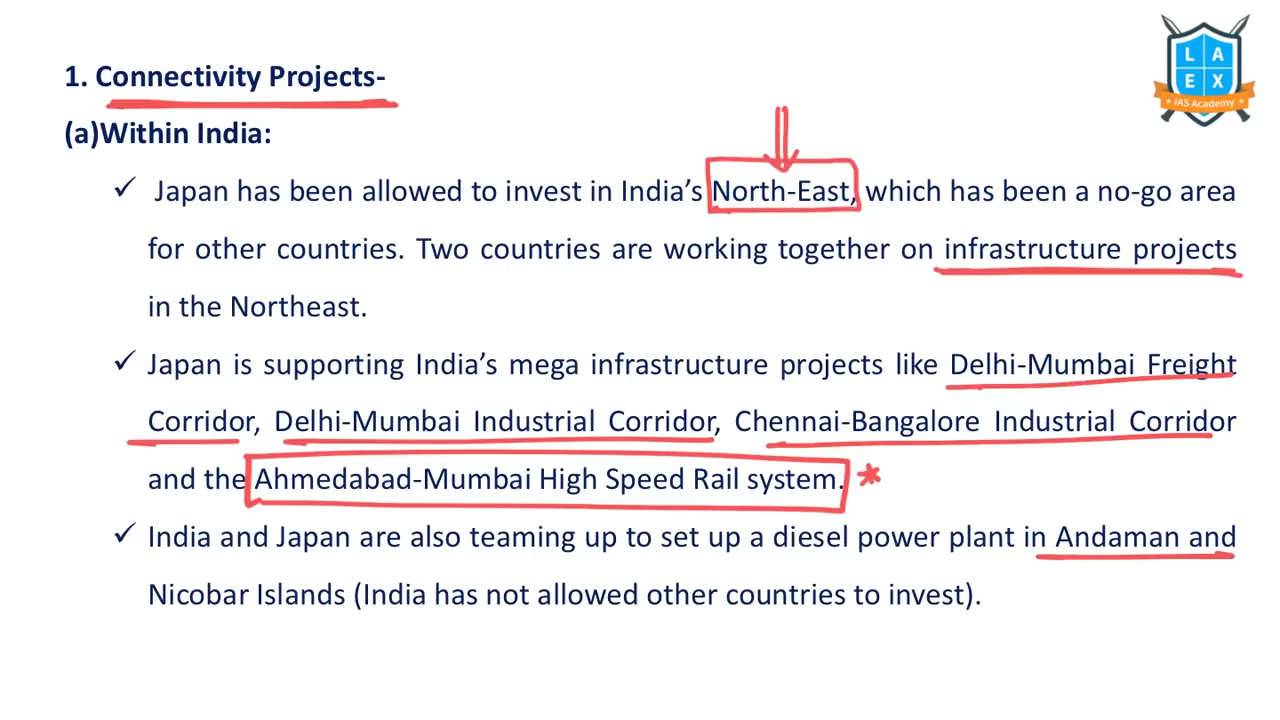 1. Connectivity Projects-
(a)Within India:
✓ Japan has been allowed to invest in India’s North-East, which has been a no-go area
for other countries. Two countries are working together on infrastructure projects
in the Northeast.
✓ Japan is supporting India’s mega infrastructure projects like Delhi-Mumbai Freight
Corridor, Delhi-Mumbai Industrial Corridor, Chennai-Bangalore Industrial Corridor
and the Ahmedabad-Mumbai High Speed Rail system. *
✓ India and Japan are also teaming up to set up a diesel power plant in Andaman and
Nicobar Islands (India has not allowed other countries to invest).
L A
E X
IAS Academy